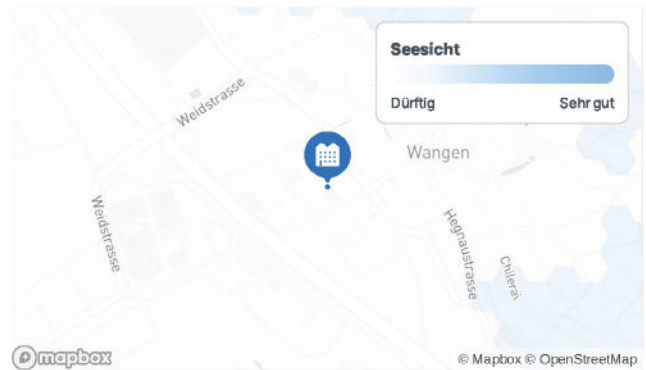 Seesicht
Dürftig Sehr gut
Weidstrasse
Wangen
Weidstrasse
Hegnaustrasse
Chilerai
mapbox
© Mapbox © OpenStreetMap